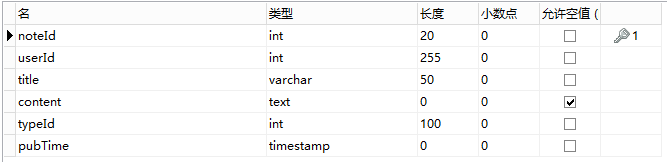 名 类型 长度 小数点 允许空值 (
noteId int 20 0 1
userId int 255 0
title varchar 50 0
content text 0 0
typeId int 100 0
pubTime timestamp 0 0